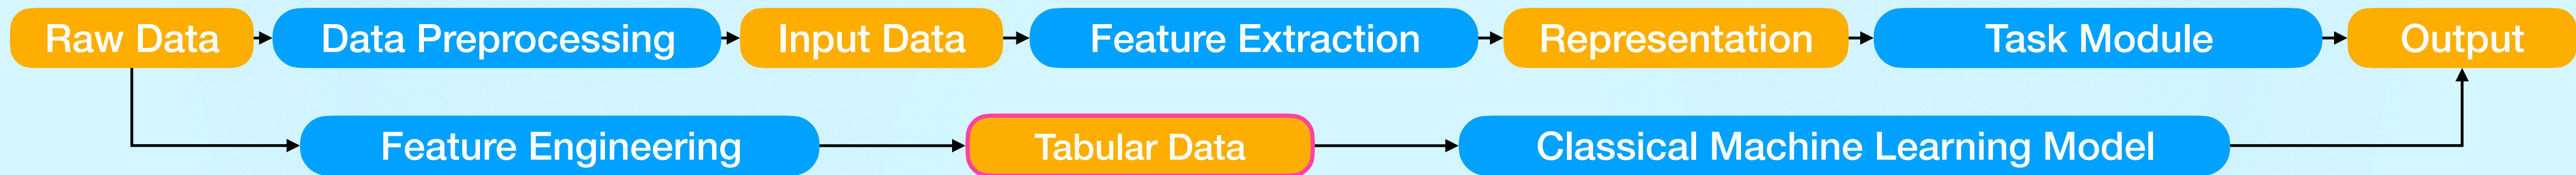 Raw Data
Data Preprocessing
Input Data
Feature Extraction
Representation
Task Module
Output
Feature Engineering
Tabular Data
Classical Machine Learning Model